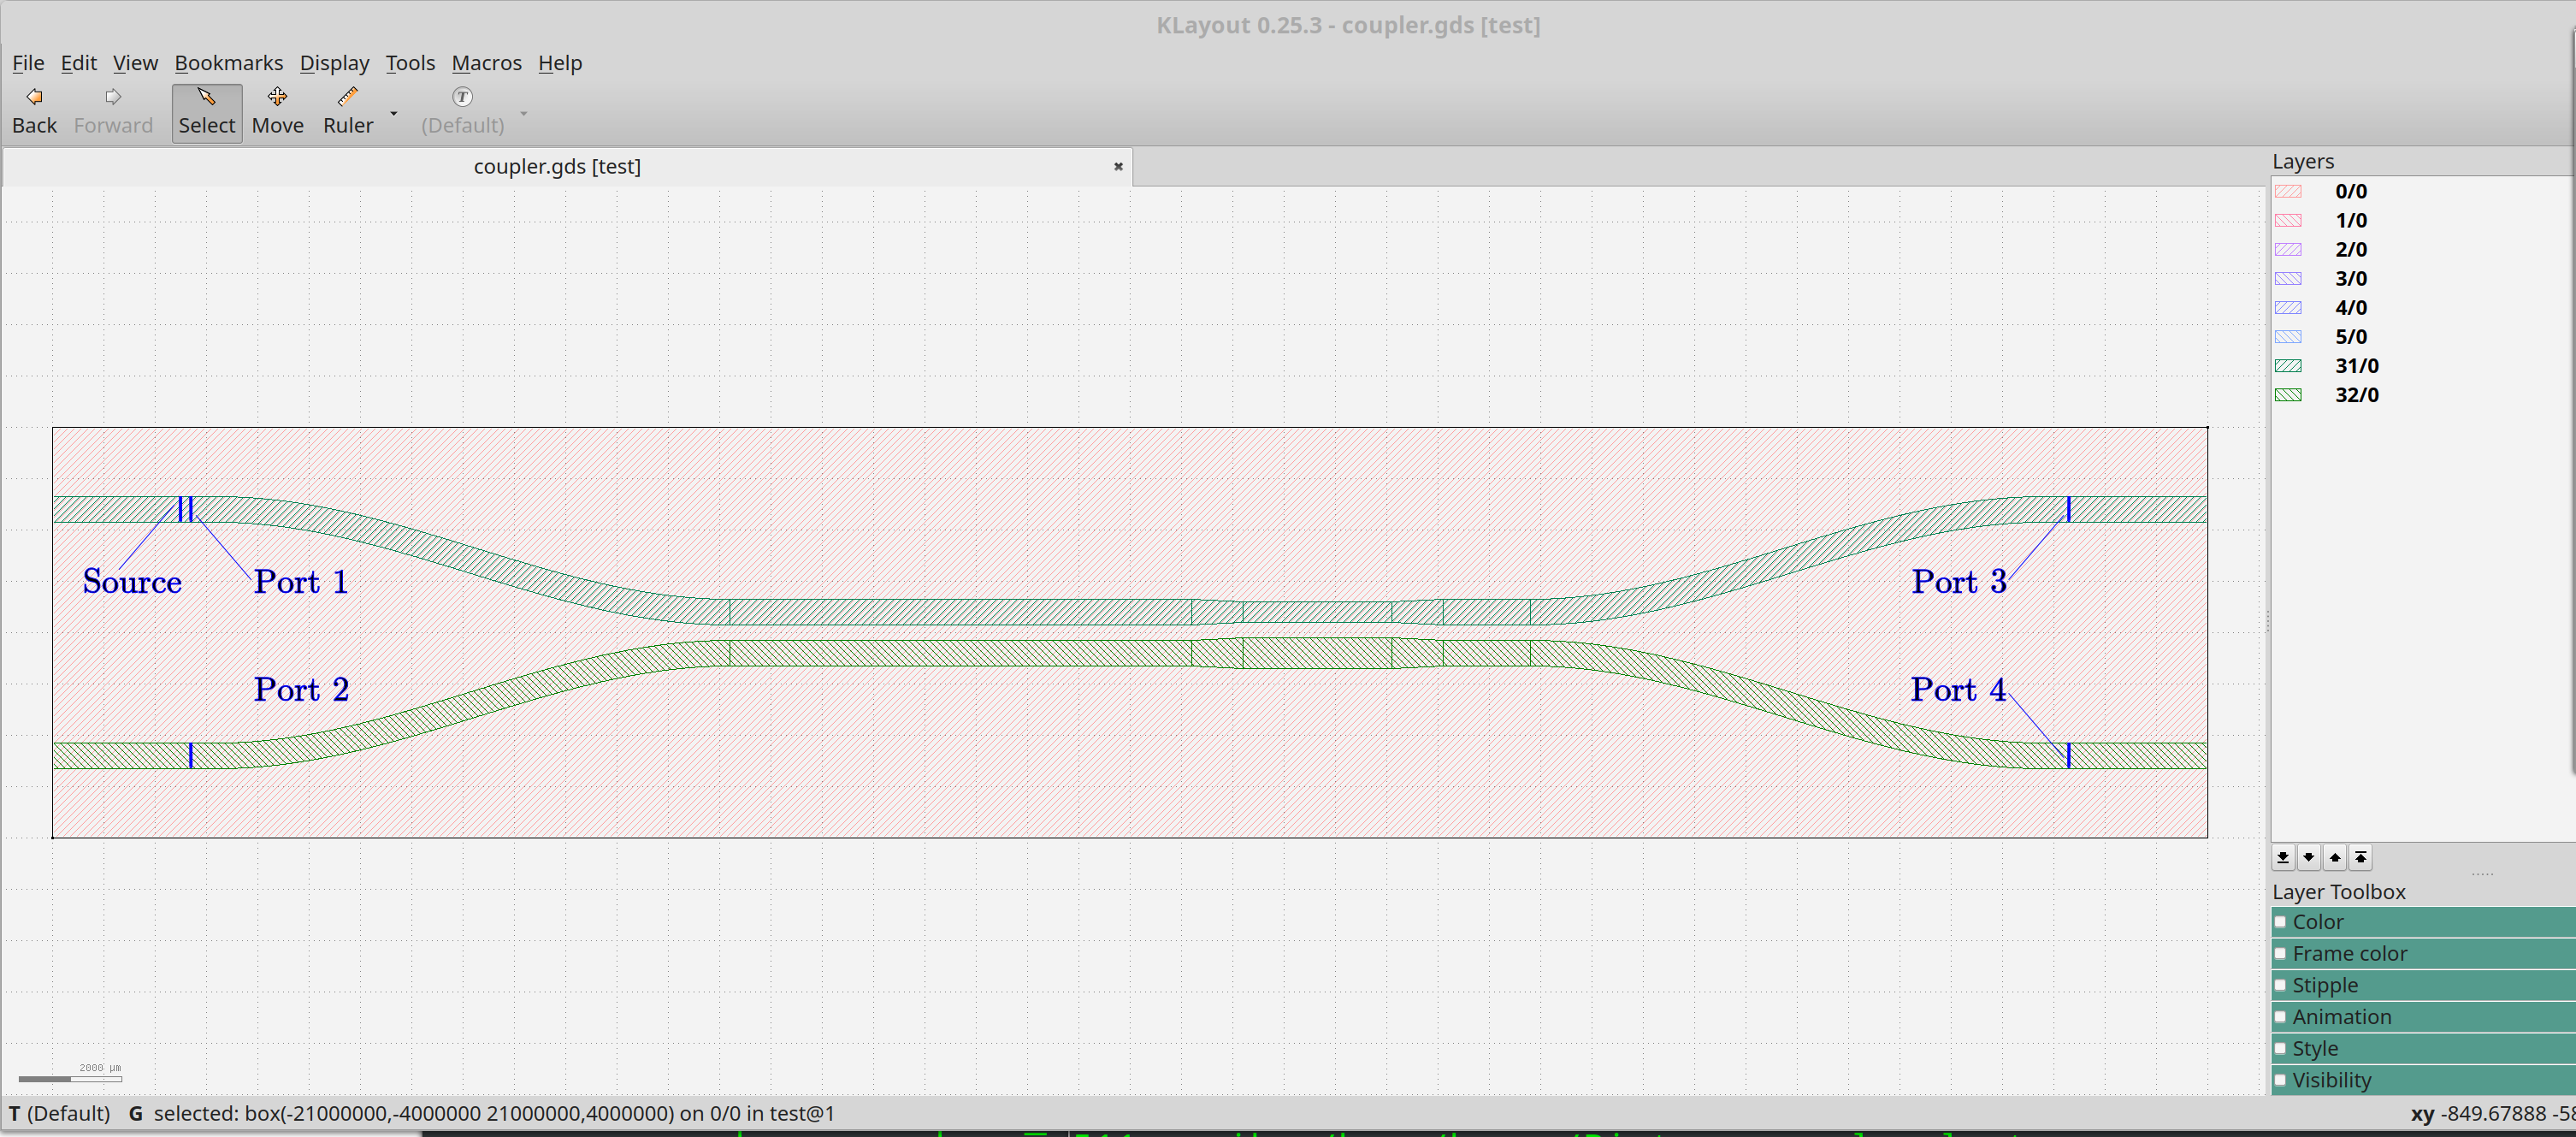 KLayout 0.25.3 - coupler.gds [test]
File Edit View Bookmarks Display Tools Macros Help
Back Forward Select Move Ruler (Default)
coupler.gds [test]
Layers
0/0
1/0
2/0
3/0
4/0
5/0
31/0
32/0
Source Port 1 Port 3
Port 2 Port 4
Layer Toolbox
Color
Frame color
Stipple
Animation
Style
Visibility
2000 µm
T (Default) G selected: box(-21000000,-4000000 21000000,4000000) on 0/0 in test@1 xy -849.67888